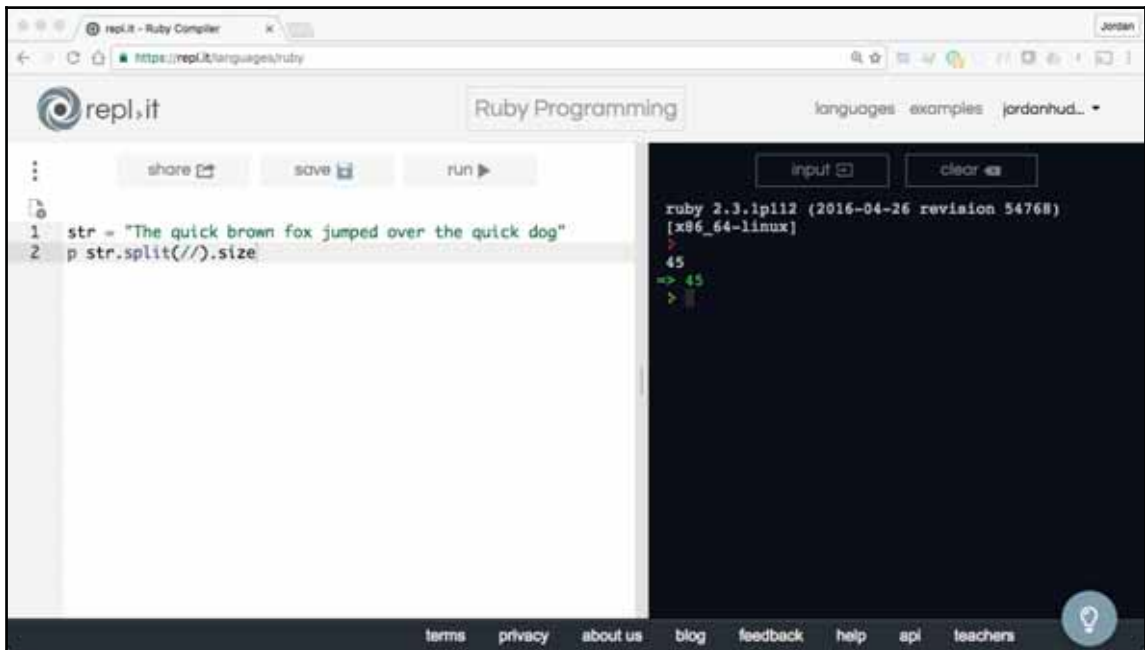 repl.it - Ruby Compiler
Jordan
https://repl.it/languages/ruby
repl.it
Ruby Programming
languages examples jordanhud...
share save run
input clear
1 str = "The quick brown fox jumped over the quick dog"
2 p str.split(//).size
ruby 2.3.1p112 (2016-04-26 revision 54768)
[x86_64-linux]
>
45
=> 45
>
terms privacy about us blog feedback help api teachers